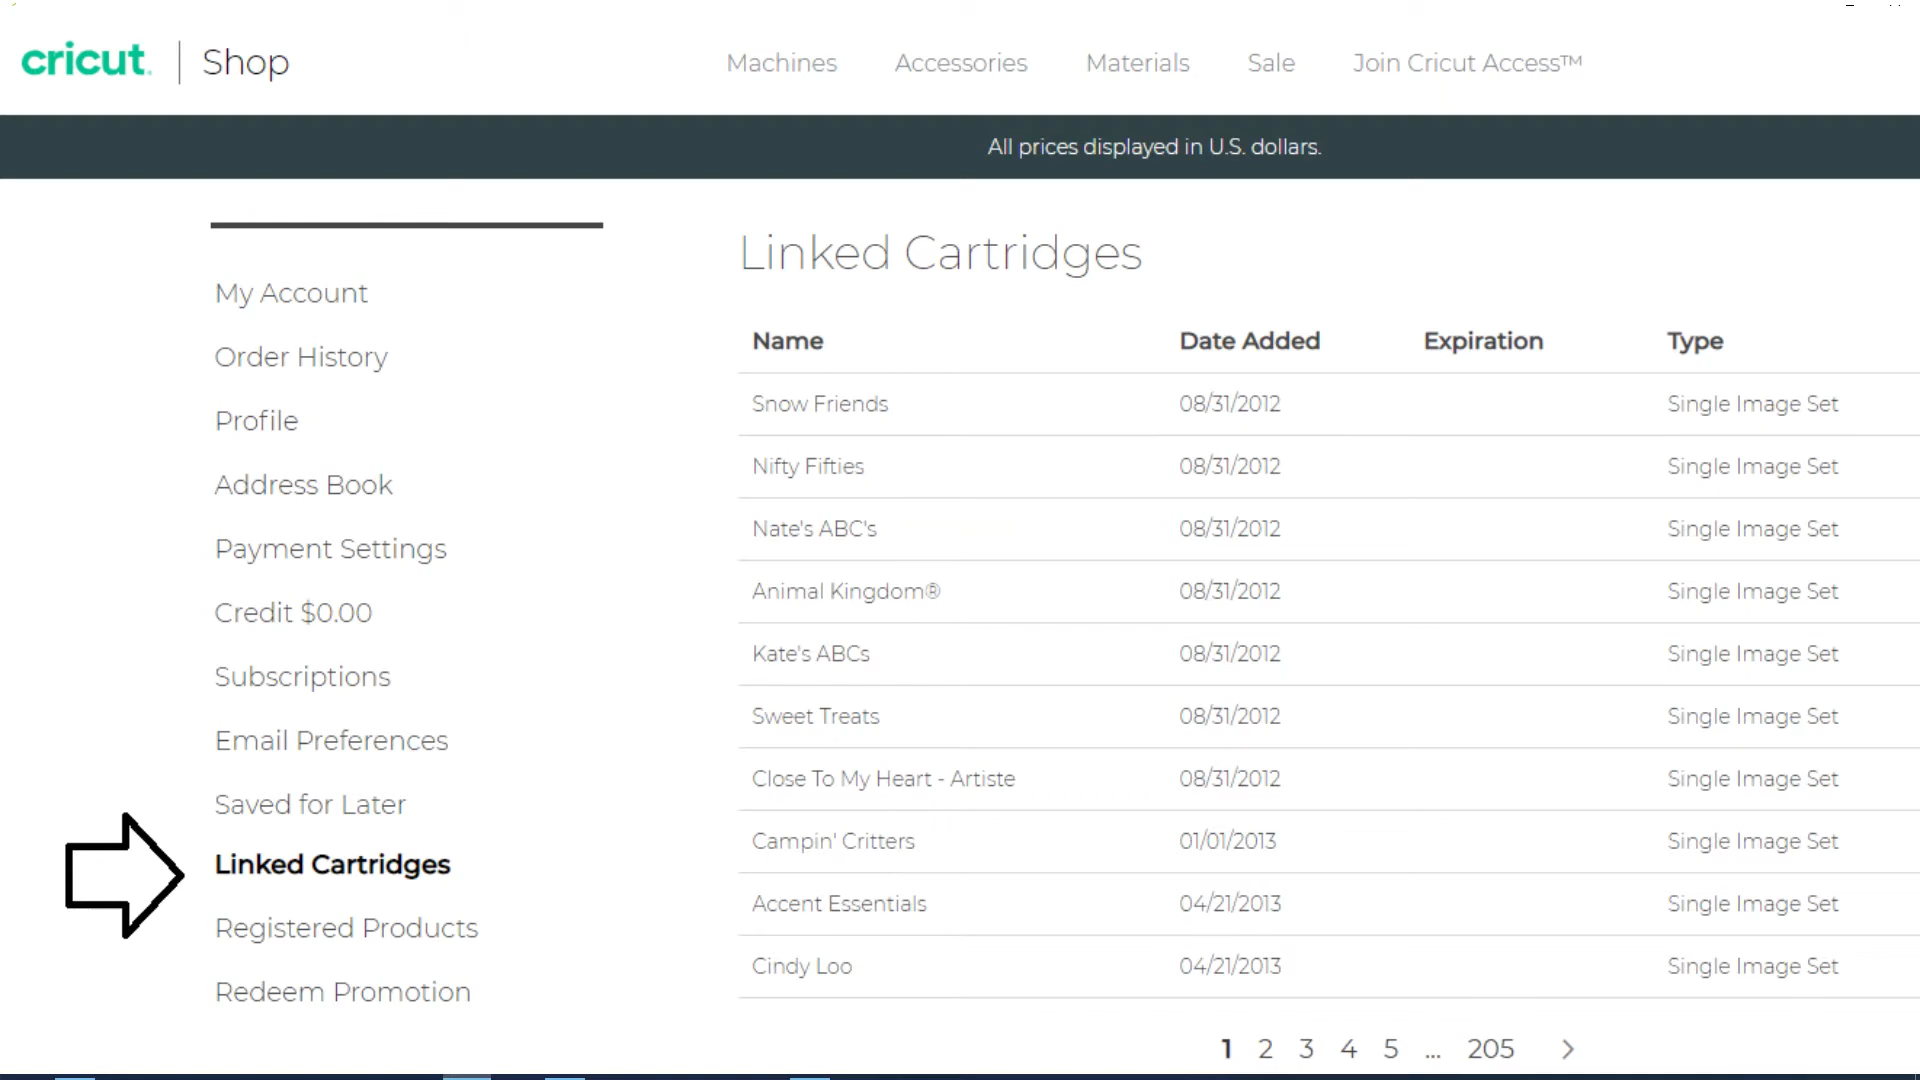 cricut. | Shop
Machines Accessories Materials Sale Join Cricut Access™
All prices displayed in U.S. dollars.
My Account
Order History
Profile
Address Book
Payment Settings
Credit $0.00
Subscriptions
Email Preferences
Saved for Later
Linked Cartridges
Registered Products
Redeem Promotion
Linked Cartridges
Name Date Added Expiration Type
Snow Friends 08/31/2012 Single Image Set
Nifty Fifties 08/31/2012 Single Image Set
Nate's ABC's 08/31/2012 Single Image Set
Animal Kingdom® 08/31/2012 Single Image Set
Kate's ABCs 08/31/2012 Single Image Set
Sweet Treats 08/31/2012 Single Image Set
Close To My Heart - Artiste 08/31/2012 Single Image Set
Campin' Critters 01/01/2013 Single Image Set
Accent Essentials 04/21/2013 Single Image Set
Cindy Loo 04/21/2013 Single Image Set
1 2 3 4 5 ... 205 >